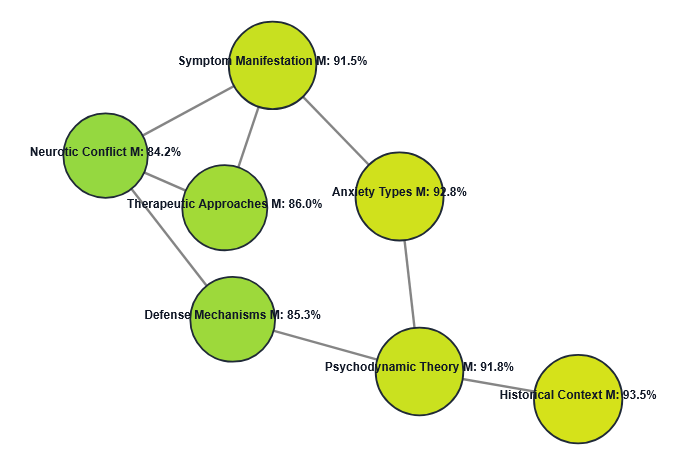 Symptom Manifestation M: 91.5%
Neurotic Conflict M: 84.2%
Anxiety Types M: 92.8%
Therapeutic Approaches M: 86.0%
Defense Mechanisms M: 85.3%
Psychodynamic Theory M: 91.8%
Historical Context M: 93.5%